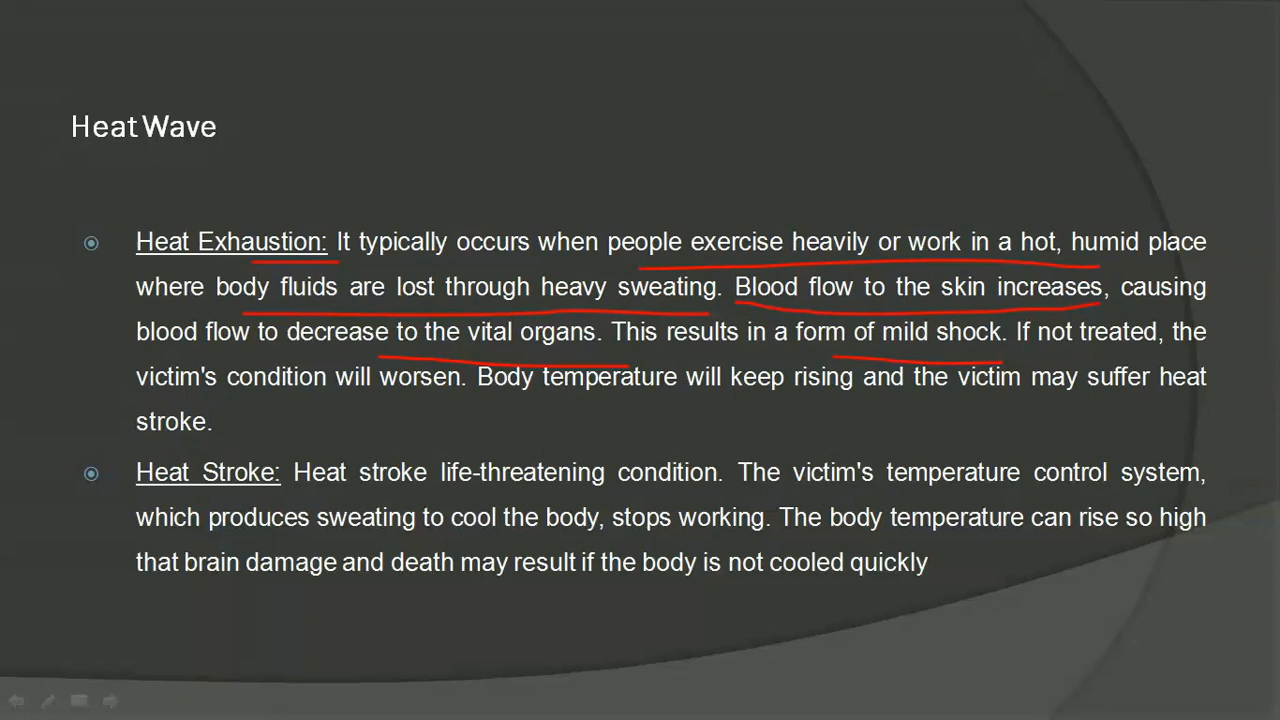 Heat Wave
Heat Exhaustion: It typically occurs when people exercise heavily or work in a hot, humid place
where body fluids are lost through heavy sweating. Blood flow to the skin increases, causing
blood flow to decrease to the vital organs. This results in a form of mild shock. If not treated, the
victim's condition will worsen. Body temperature will keep rising and the victim may suffer heat
stroke.
Heat Stroke: Heat stroke life-threatening condition. The victim's temperature control system,
which produces sweating to cool the body, stops working. The body temperature can rise so high
that brain damage and death may result if the body is not cooled quickly